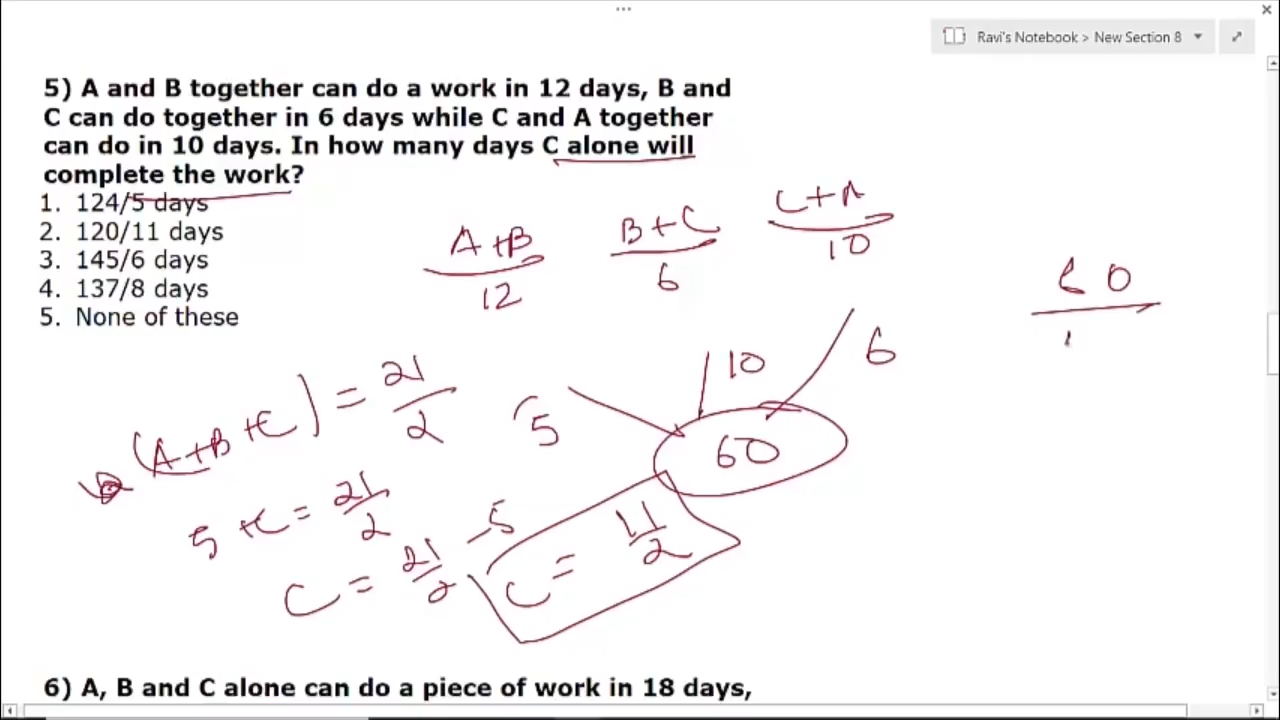 Ravi's Notebook > New Section 8
5) A and B together can do a work in 12 days, B and
C can do together in 6 days while C and A together
can do in 10 days. In how many days C alone will
complete the work?
1. 124/5 days
2. 120/11 days
3. 145/6 days
4. 137/8 days
5. None of these
A+B
12
B+C
6
C+A
10
60
5
10
6
60
(A+B+C) = 21/2
5+C = 21/2
C = 21/2 - 5
C = 11/2
6) A, B and C alone can do a piece of work in 18 days,